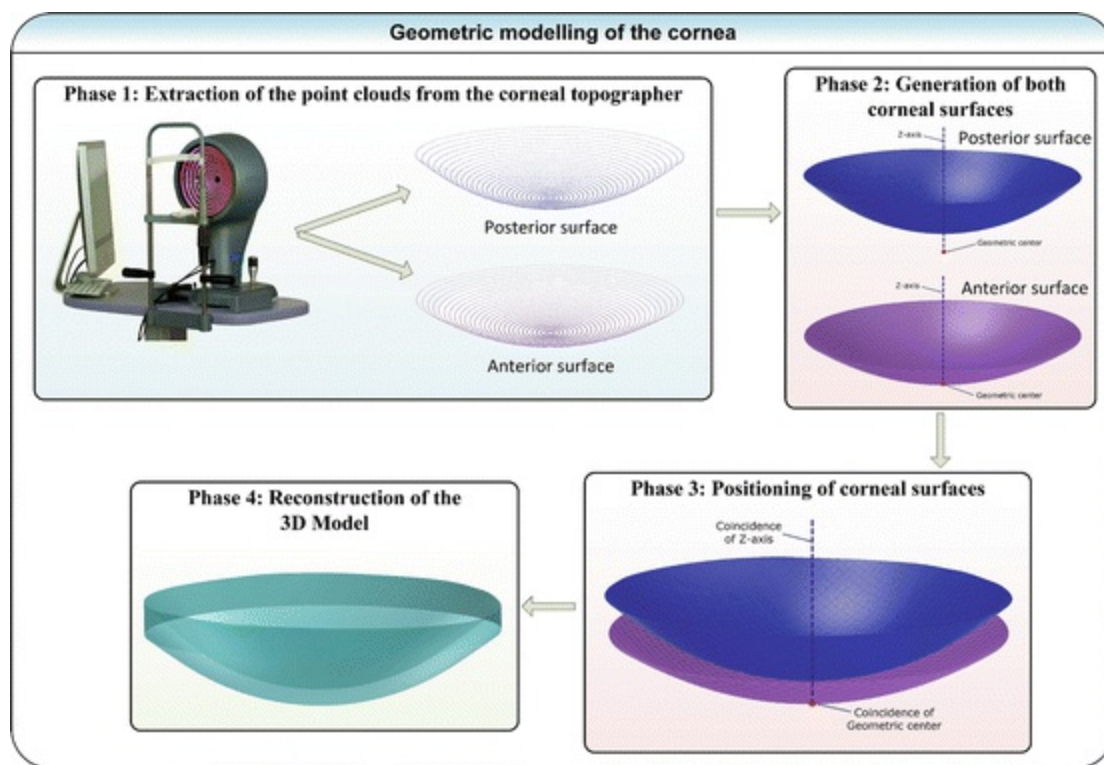 Geometric modelling of the cornea
Phase 1: Extraction of the point clouds from the corneal topographer
Posterior surface
Anterior surface
Phase 2: Generation of both
corneal surfaces
Z-axis
Posterior surface
Geometric center
Z-axis
Anterior surface
Geometric center
Phase 3: Positioning of corneal surfaces
Coincidence
of Z-axis
Coincidence of
Geometric center
Phase 4: Reconstruction of the
3D Model